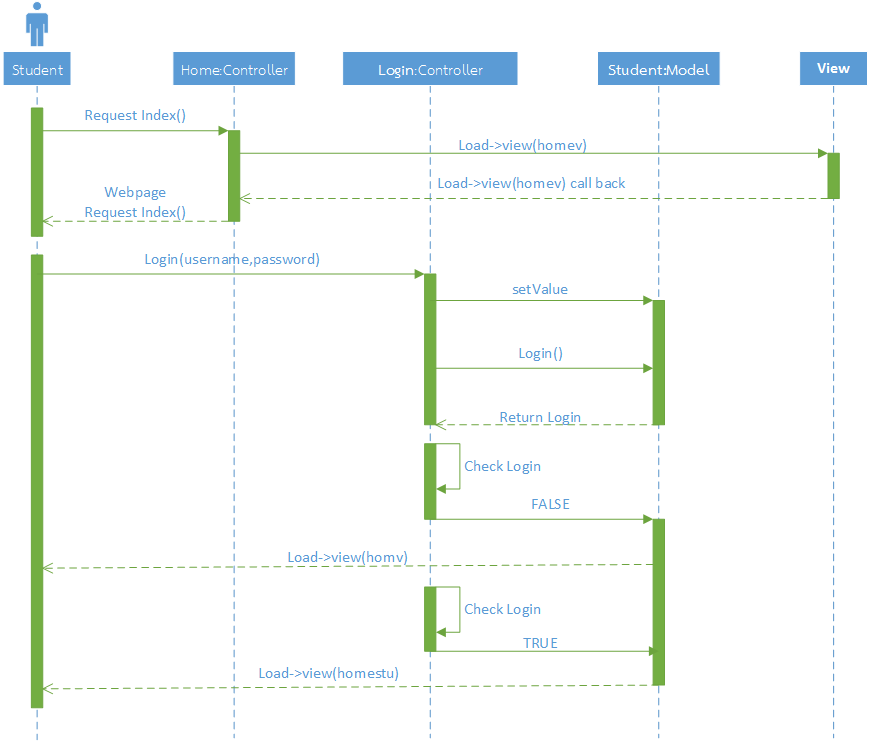 Student
Home:Controller
Login:Controller
Student:Model
View
Request Index()
Load->view(homev)
Load->view(homev) call back
Webpage
Request Index()
Login(username,password)
setValue
Login()
Return Login
Check Login
FALSE
Load->view(homv)
Check Login
TRUE
Load->view(homestu)